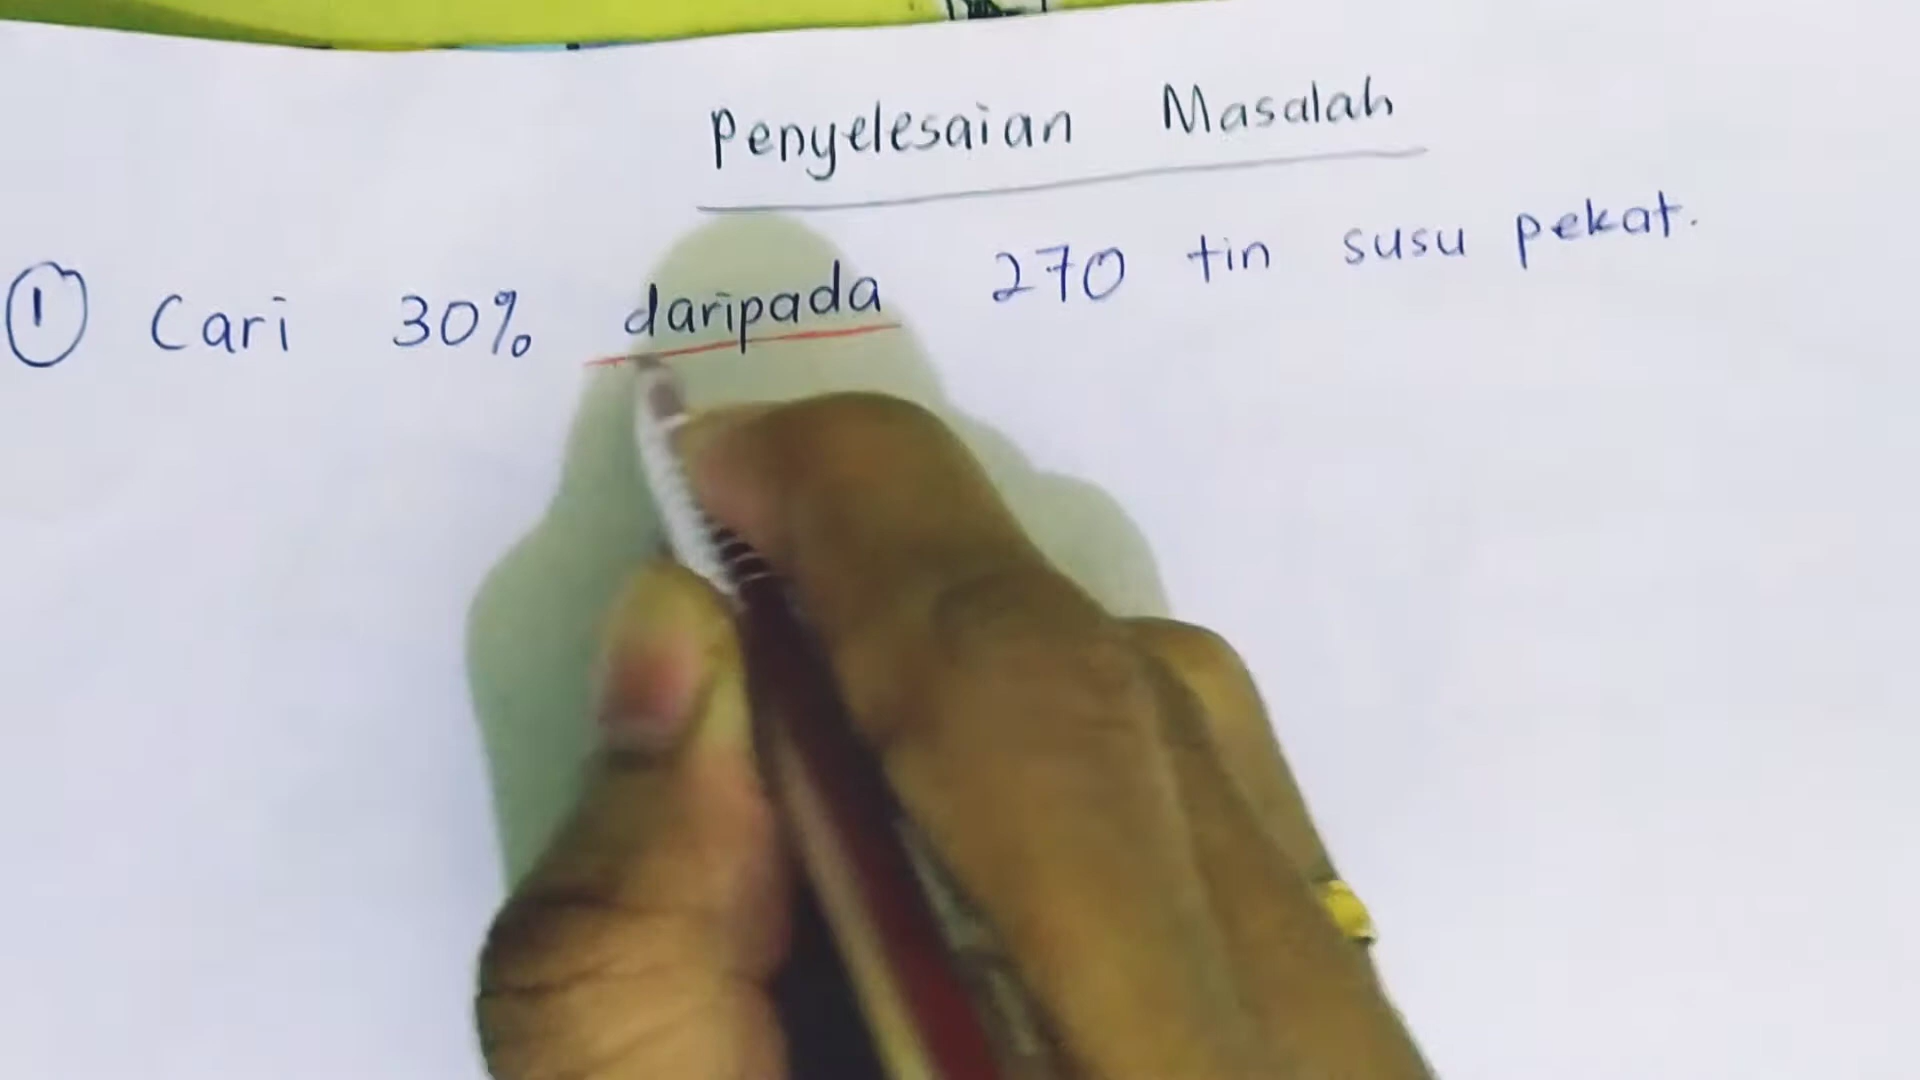 Penyelesaian Masalah
1 Cari 30% daripada 270 tin susu pekat.